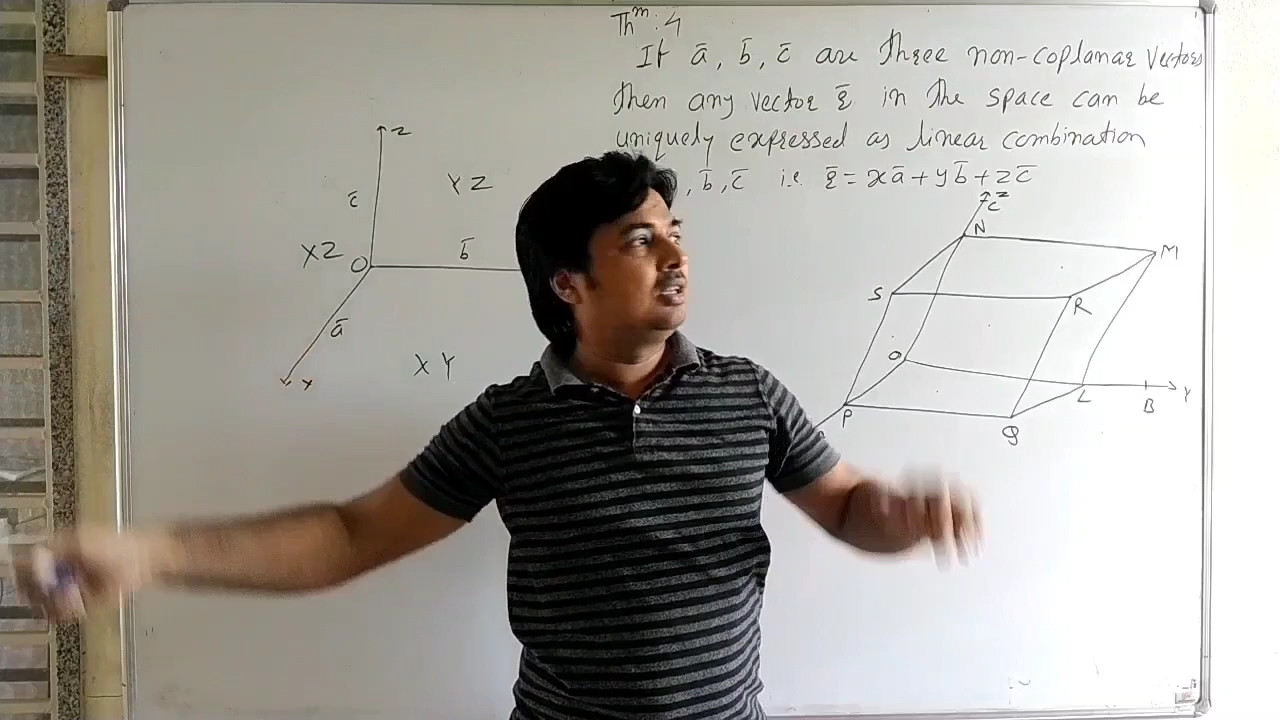 Thᵐ: 4
If ā, b̄, c̄ are three non-coplanar vectors
then any vector r̄ in the space can be
uniquely expressed as linear combination
, b̄, c̄ i.e r̄ = xā + yb̄ + zc̄
Z
c̄
YZ
XZ
O
b̄
ā
X
XY
Z
C
N
M
S
R
O
L
B
Y
P
Q